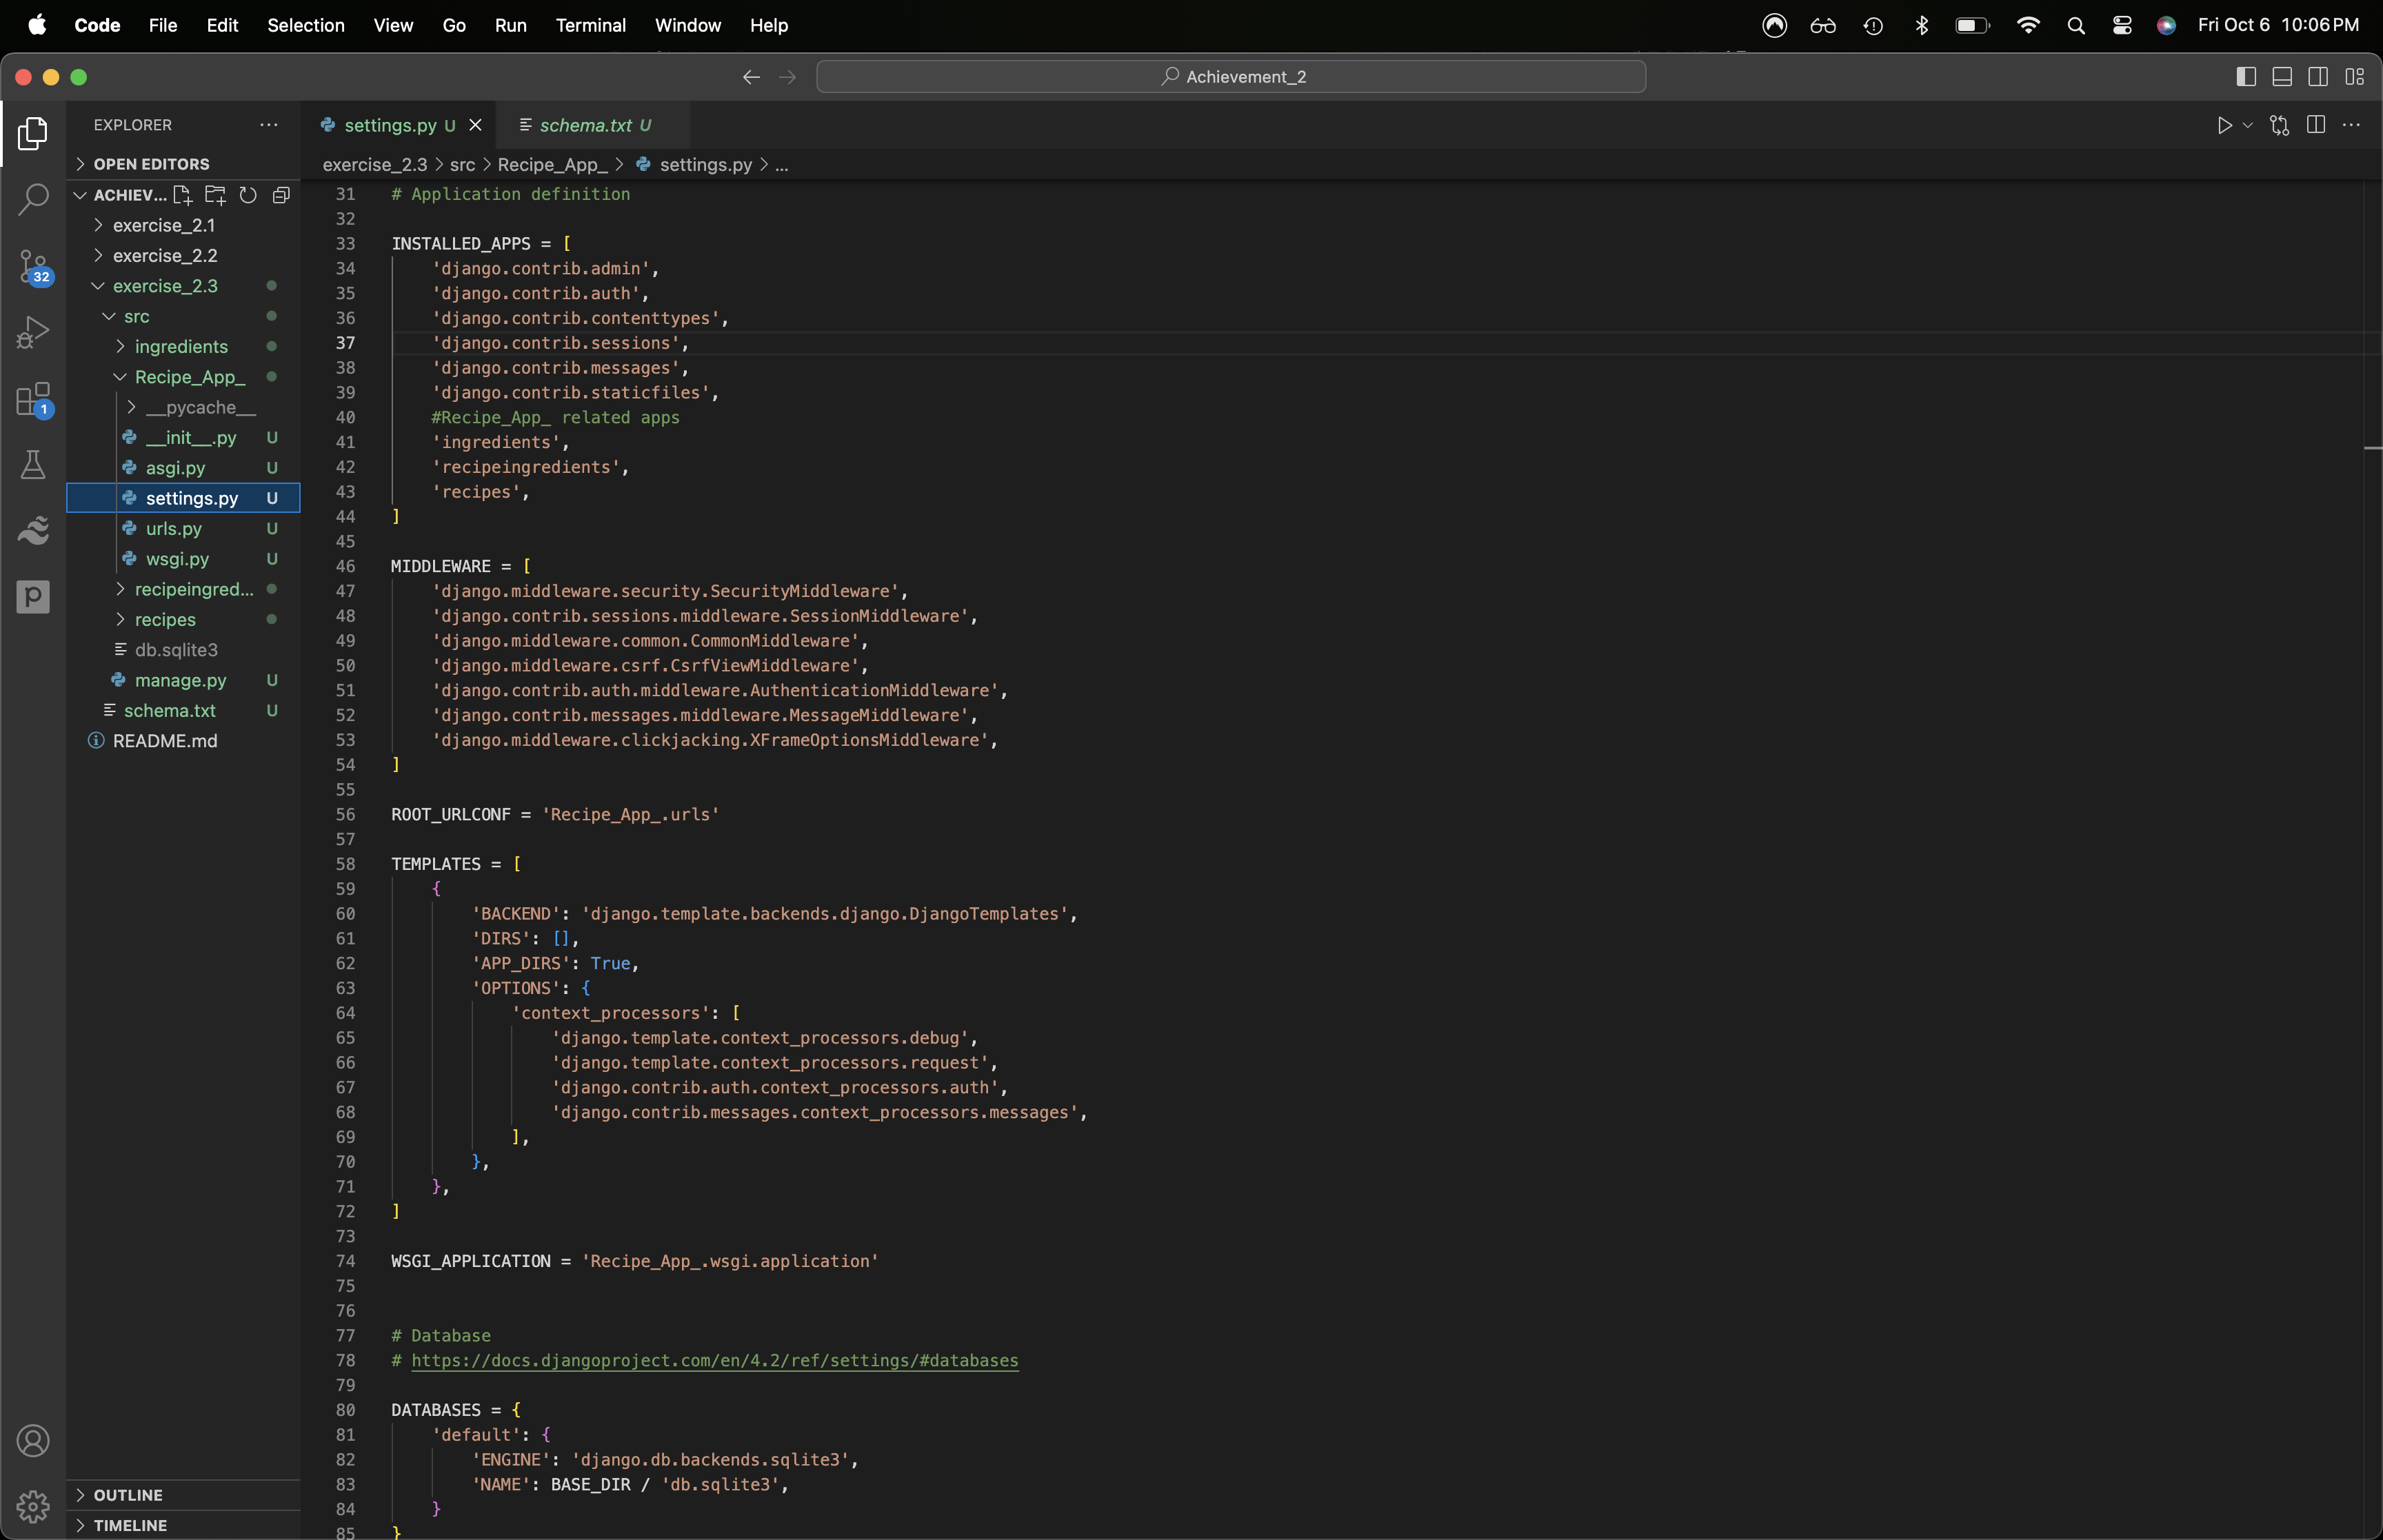 Code File Edit Selection View Go Run Terminal Window Help Fri Oct 6 10:06 PM
Achievement_2
EXPLORER
OPEN EDITORS
ACHIEV...
exercise_2.1
exercise_2.2
exercise_2.3
src
ingredients
Recipe_App_
__pycache__
__init__.py U
asgi.py U
settings.py U
urls.py U
wsgi.py U
recipeingred...
recipes
db.sqlite3
manage.py U
schema.txt U
README.md
OUTLINE
TIMELINE
32
1
settings.py U schema.txt U
exercise_2.3 > src > Recipe_App_ > settings.py > ...
31 # Application definition
32
33 INSTALLED_APPS = [
34 'django.contrib.admin',
35 'django.contrib.auth',
36 'django.contrib.contenttypes',
37 'django.contrib.sessions',
38 'django.contrib.messages',
39 'django.contrib.staticfiles',
40 #Recipe_App_ related apps
41 'ingredients',
42 'recipeingredients',
43 'recipes',
44 ]
45
46 MIDDLEWARE = [
47 'django.middleware.security.SecurityMiddleware',
48 'django.contrib.sessions.middleware.SessionMiddleware',
49 'django.middleware.common.CommonMiddleware',
50 'django.middleware.csrf.CsrfViewMiddleware',
51 'django.contrib.auth.middleware.AuthenticationMiddleware',
52 'django.contrib.messages.middleware.MessageMiddleware',
53 'django.middleware.clickjacking.XFrameOptionsMiddleware',
54 ]
55
56 ROOT_URLCONF = 'Recipe_App_.urls'
57
58 TEMPLATES = [
59 {
60 'BACKEND': 'django.template.backends.django.DjangoTemplates',
61 'DIRS': [],
62 'APP_DIRS': True,
63 'OPTIONS': {
64 'context_processors': [
65 'django.template.context_processors.debug',
66 'django.template.context_processors.request',
67 'django.contrib.auth.context_processors.auth',
68 'django.contrib.messages.context_processors.messages',
69 ],
70 },
71 },
72 ]
73
74 WSGI_APPLICATION = 'Recipe_App_.wsgi.application'
75
76
77 # Database
78 # https://docs.djangoproject.com/en/4.2/ref/settings/#databases
79
80 DATABASES = {
81 'default': {
82 'ENGINE': 'django.db.backends.sqlite3',
83 'NAME': BASE_DIR / 'db.sqlite3',
84 }
85 }